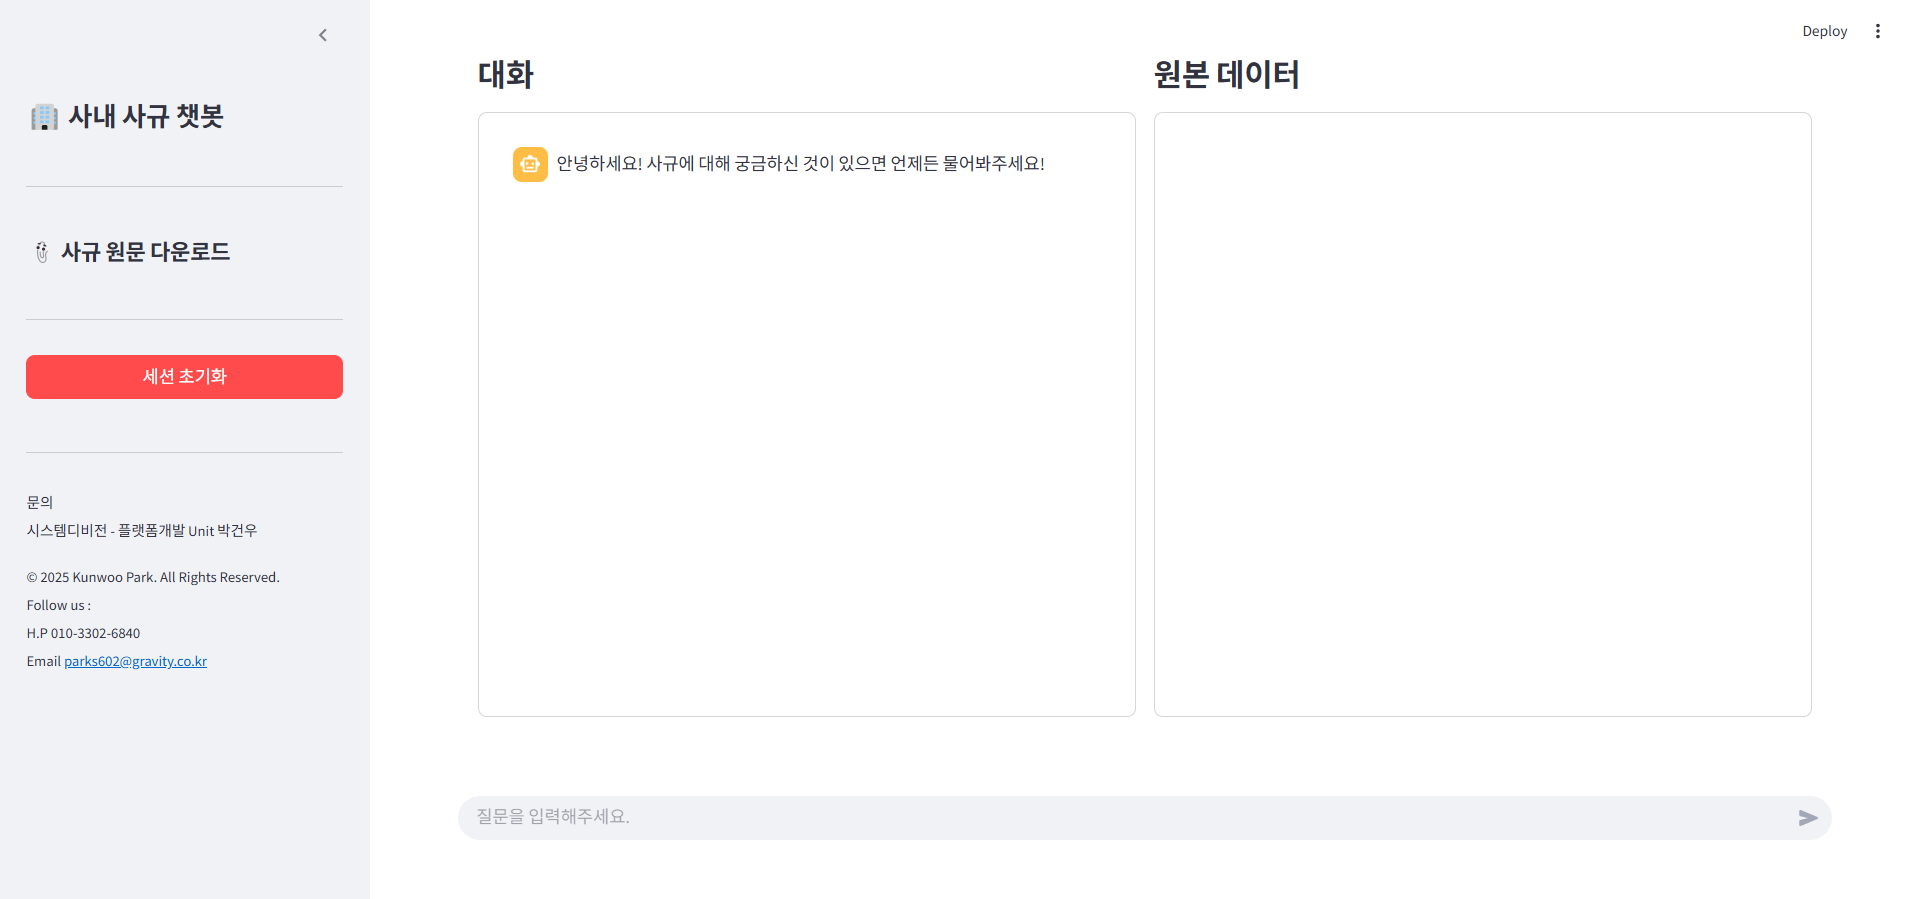 사내 사규 챗봇
사규 원문 다운로드
세션 초기화
문의
시스템디비전 - 플랫폼개발 Unit 박건우
© 2025 Kunwoo Park. All Rights Reserved.
Follow us :
H.P 010-3302-6840
Email parks602@gravity.co.kr
Deploy
대화
안녕하세요! 사규에 대해 궁금하신 것이 있으면 언제든 물어봐주세요!
원본 데이터
질문을 입력해주세요.